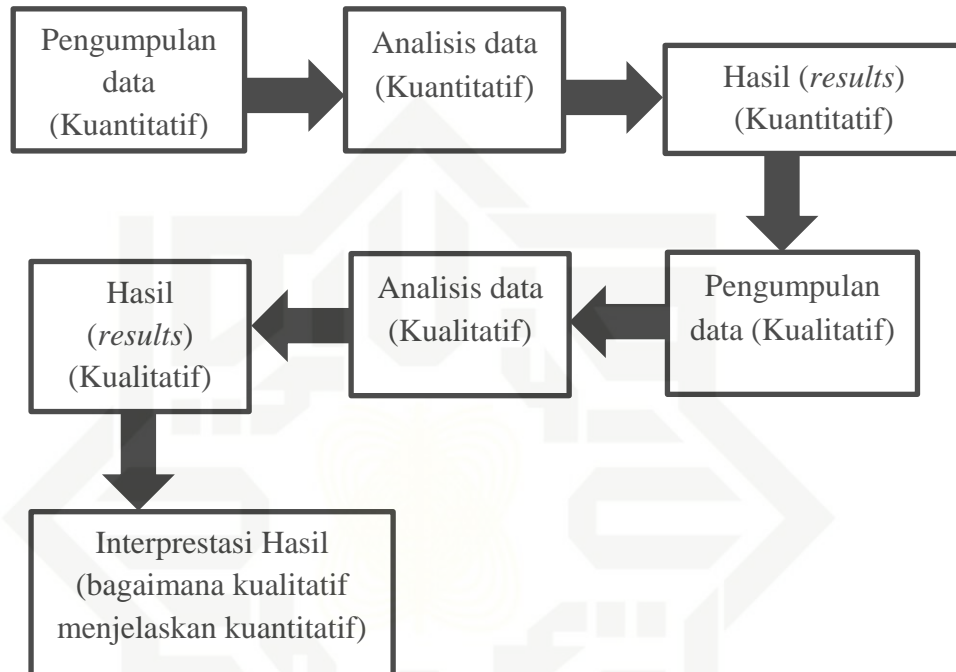 Pengumpulan
data
(Kuantitatif)
Analisis data
(Kuantitatif)
Hasil (results)
(Kuantitatif)
Pengumpulan
data (Kualitatif)
Analisis data
(Kualitatif)
Hasil
(results)
(Kualitatif)
Interprestasi Hasil
(bagaimana kualitatif
menjelaskan kuantitatif)